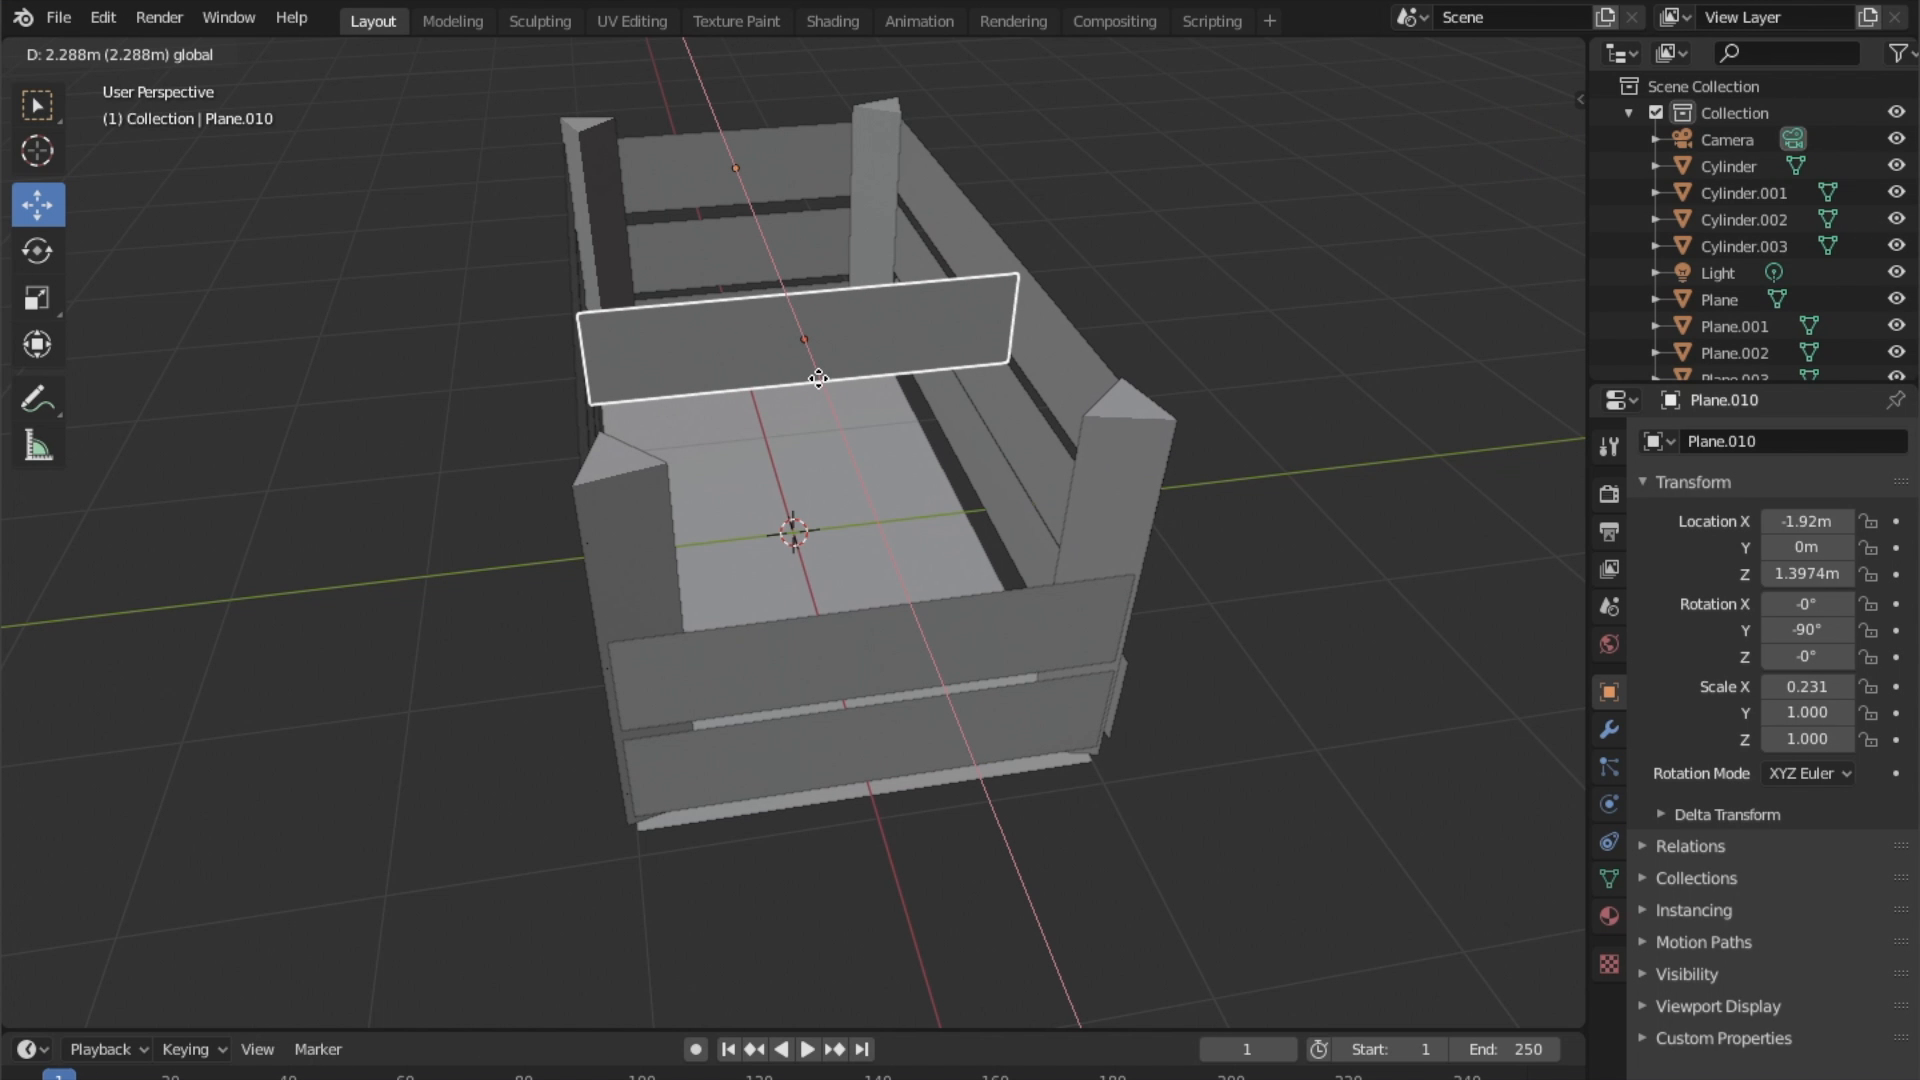 File Edit Render Window Help Layout Modeling Sculpting UV Editing Texture Paint Shading Animation Rendering Compositing Scripting + Scene View Layer
D: 2.288m (2.288m) global
User Perspective
(1) Collection | Plane.010
Scene Collection
Collection
Camera
Cylinder
Cylinder.001
Cylinder.002
Cylinder.003
Light
Plane
Plane.001
Plane.002
Plane.003
Plane.010
Plane.010
Transform
Location X -1.92m
Y 0m
Z 1.3974m
Rotation X -0°
Y -90°
Z -0°
Scale X 0.231
Y 1.000
Z 1.000
Rotation Mode XYZ Euler
Delta Transform
Relations
Collections
Instancing
Motion Paths
Visibility
Viewport Display
Custom Properties
Playback Keying View Marker 1 Start: 1 End: 250
1